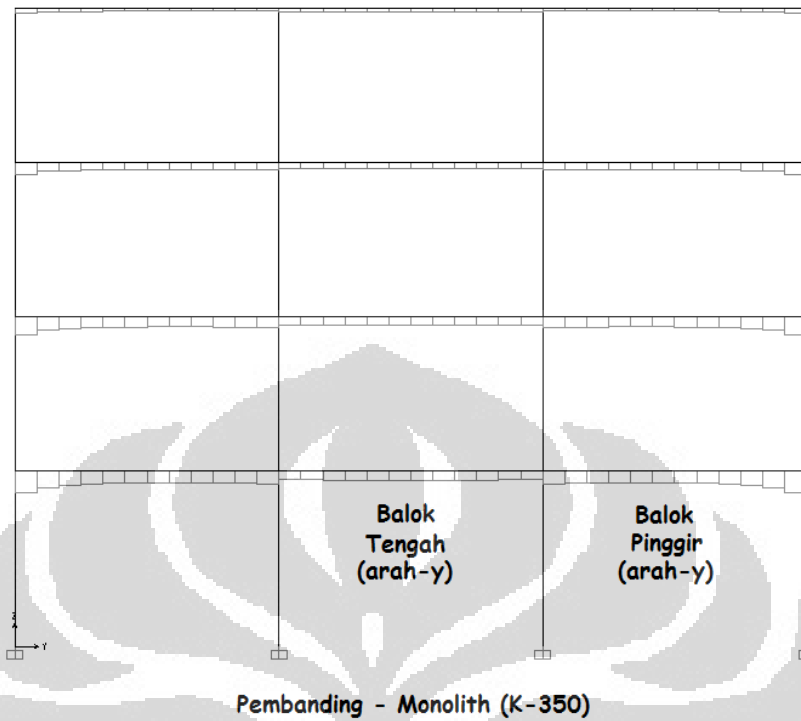 Balok
Tengah
(arah-y)
Balok
Pinggir
(arah-y)
Z
Y
Pembanding - Monolith (K-350)